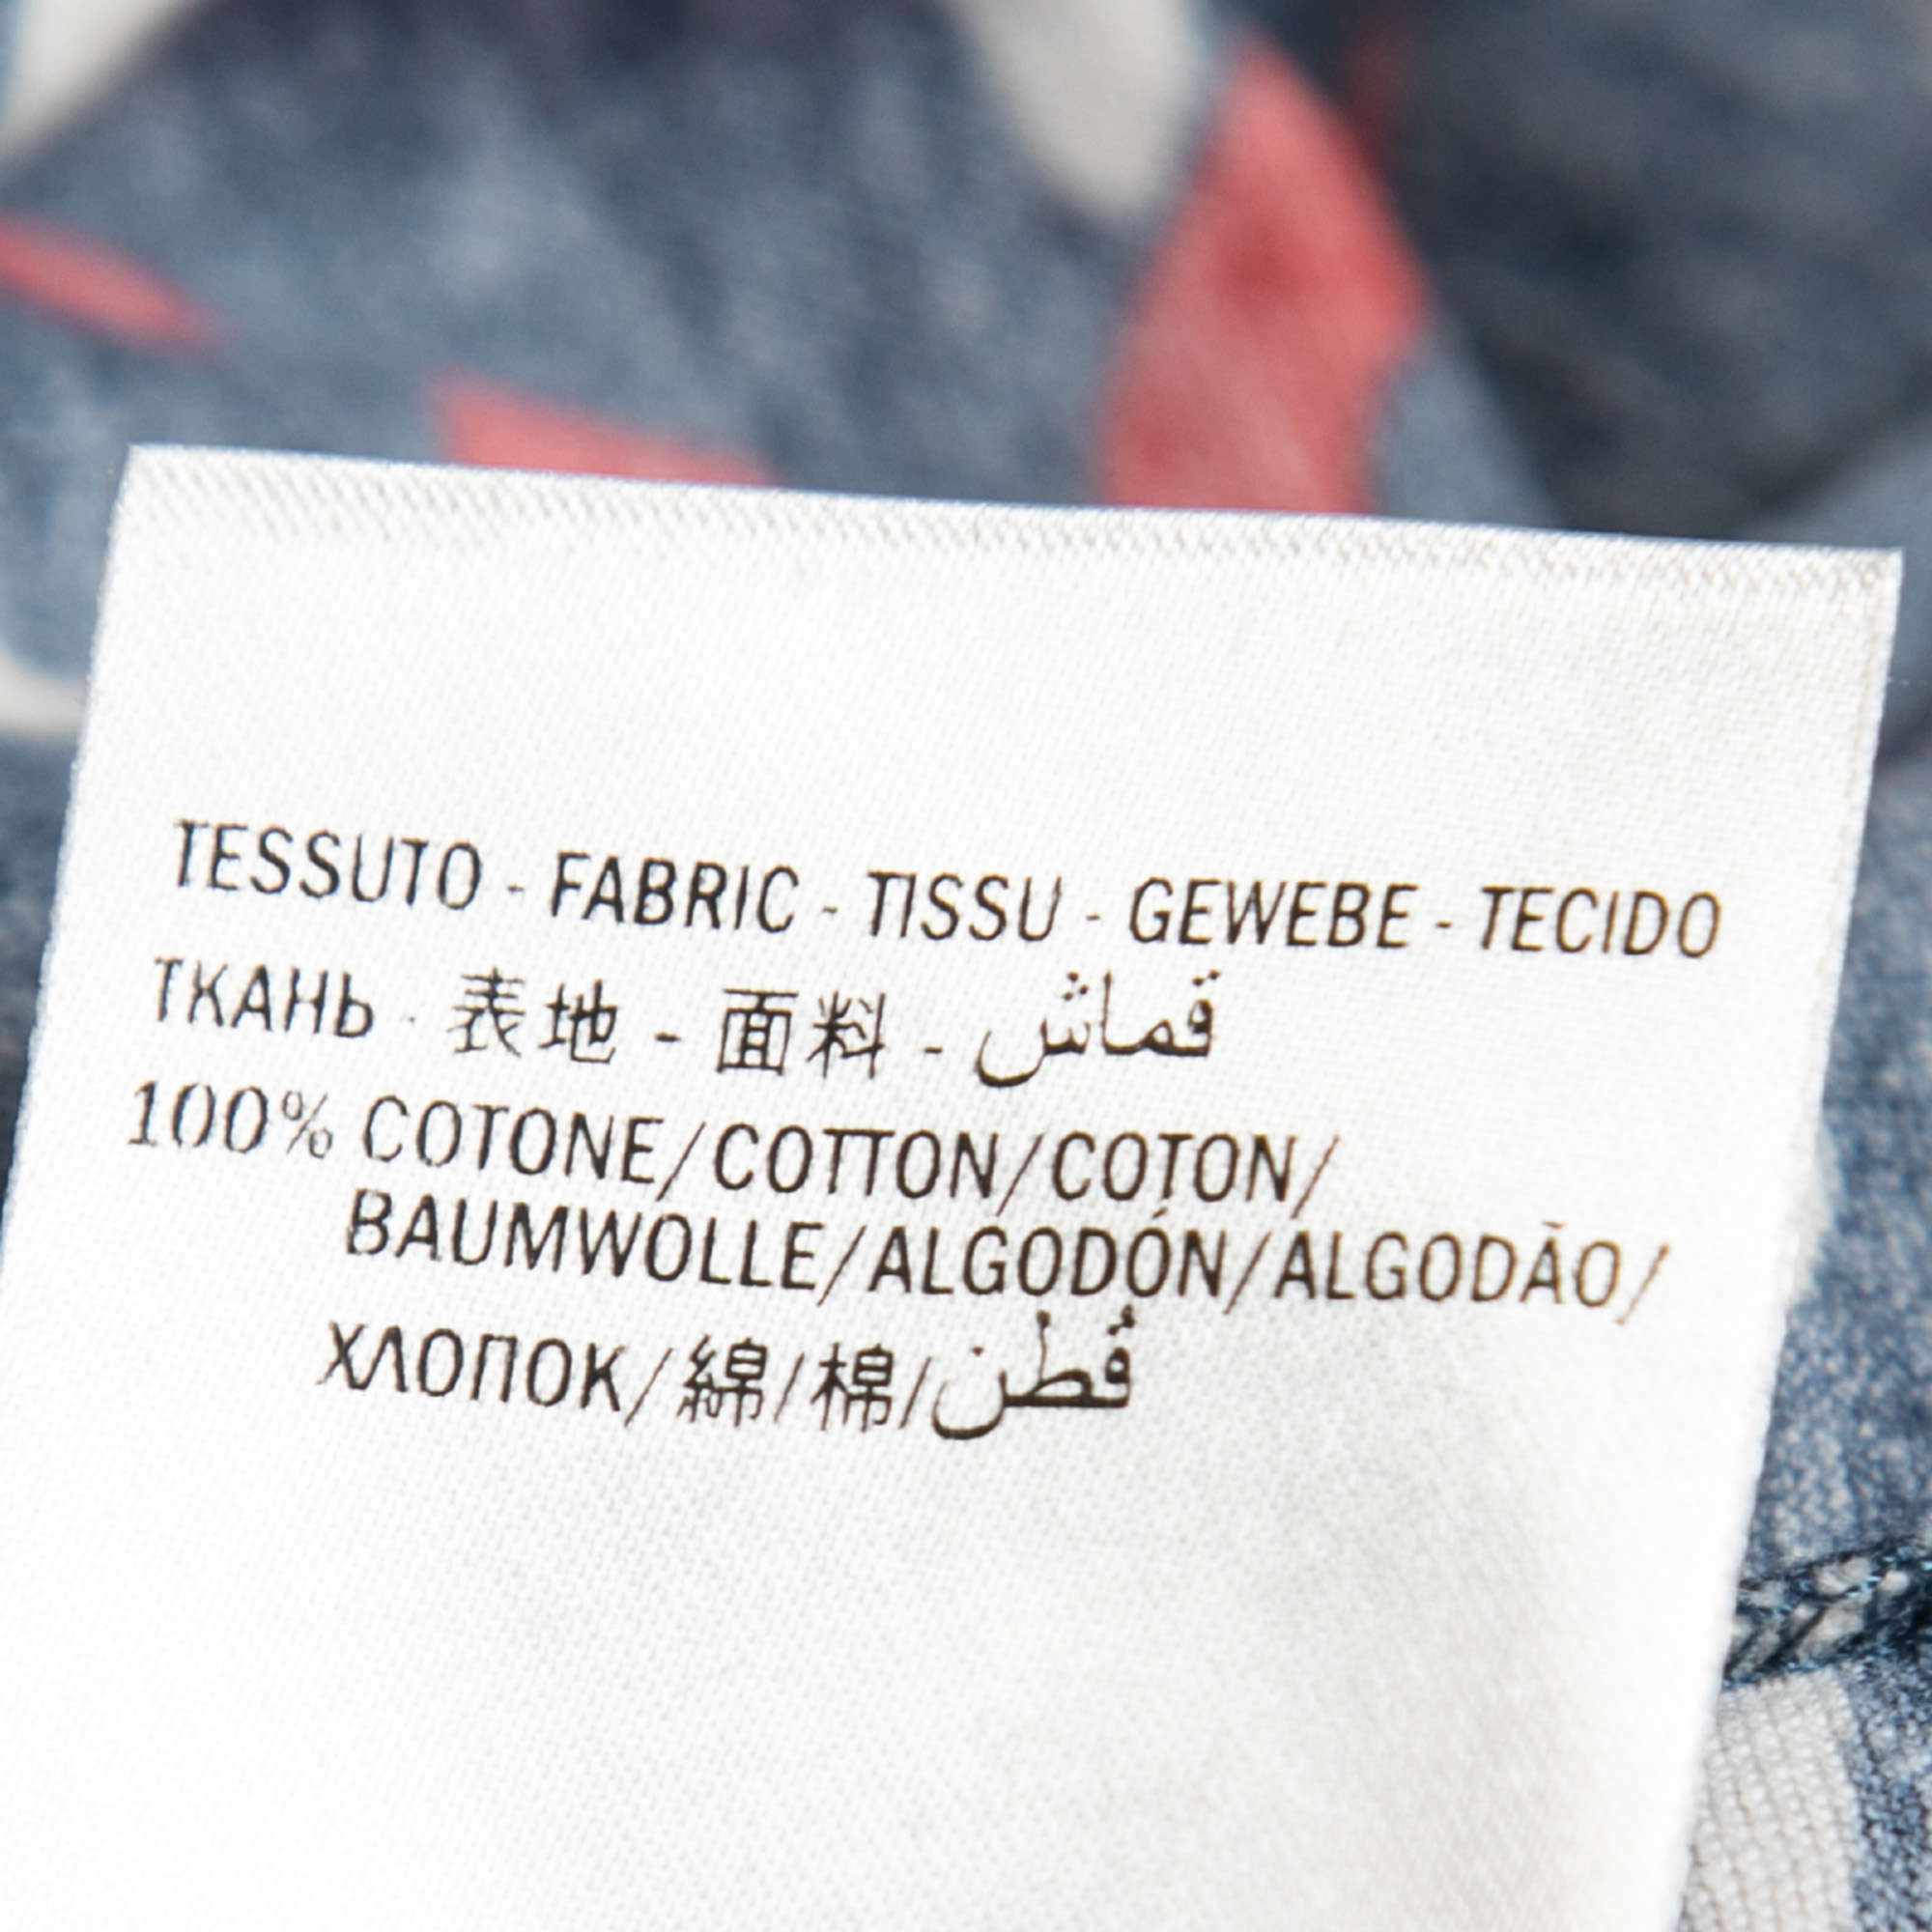 TESSUTO - FABRIC - TISSU - GEWEBE - TECIDO
ТКАНЬ - 表地 - 面料 - قماش
100% COTONE/COTTON/COTON/
BAUMWOLLE/ALGODÓN/ALGODÃO/
ХЛОПОК/綿/棉/قُطْن